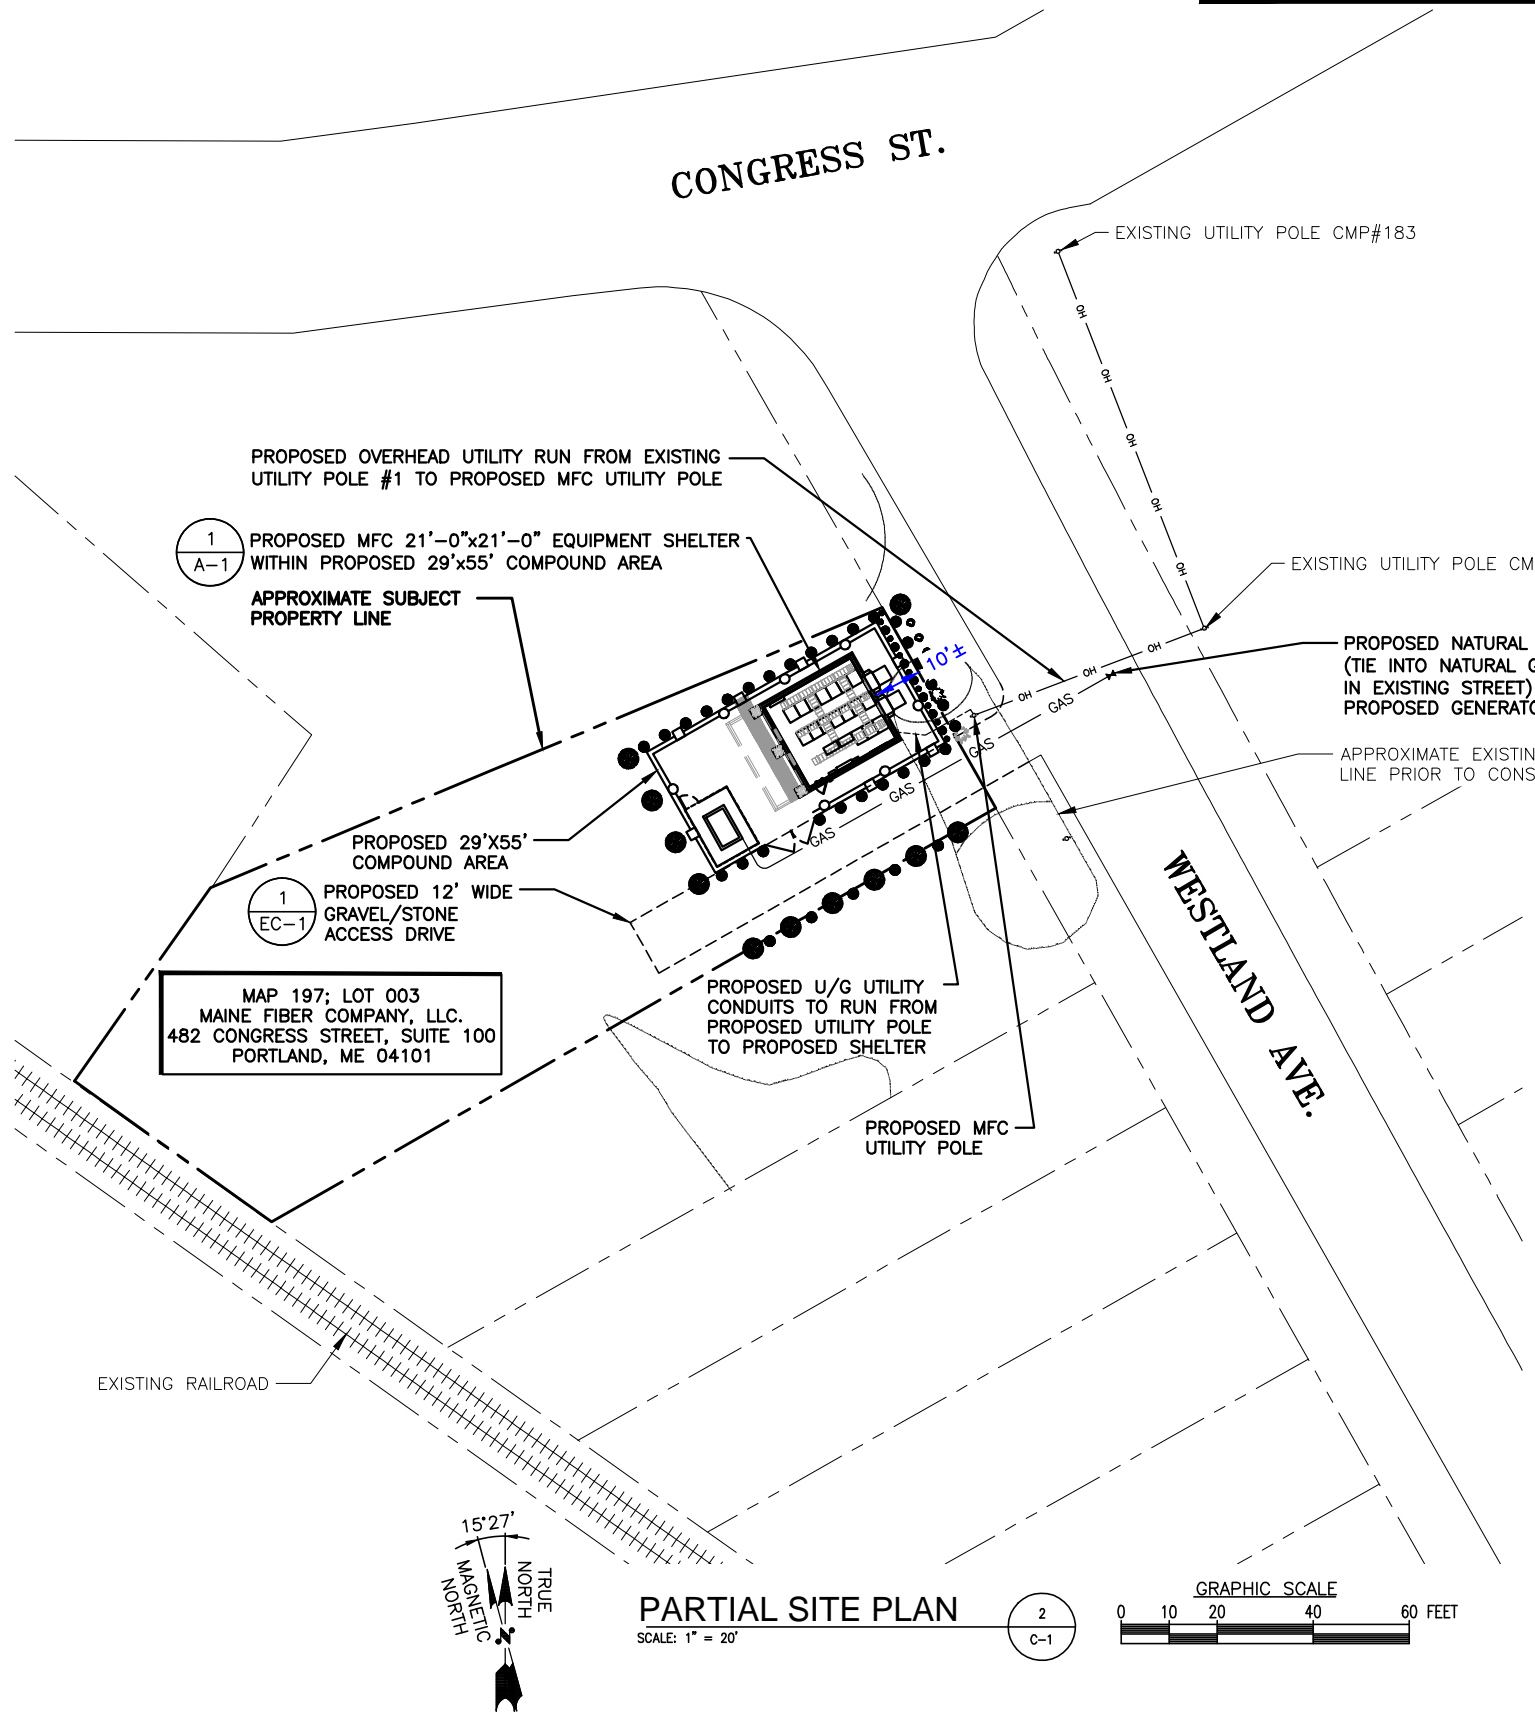 CONGRESS ST.
EXISTING UTILITY POLE CMP#183
OH
OH
OH
OH
OH
PROPOSED OVERHEAD UTILITY RUN FROM EXISTING
UTILITY POLE #1 TO PROPOSED MFC UTILITY POLE
1
A-1
PROPOSED MFC 21'-0"x21'-0" EQUIPMENT SHELTER
WITHIN PROPOSED 29'x55' COMPOUND AREA
APPROXIMATE SUBJECT
PROPERTY LINE
EXISTING UTILITY POLE CM
10'±
OH
OH
OH
GAS
GAS
GAS
GAS
PROPOSED NATURAL
(TIE INTO NATURAL G
IN EXISTING STREET)
PROPOSED GENERATO
APPROXIMATE EXISTIN
LINE PRIOR TO CONS
PROPOSED 29'X55'
COMPOUND AREA
1
EC-1
PROPOSED 12' WIDE
GRAVEL/STONE
ACCESS DRIVE
WESTLAND AVE.
MAP 197; LOT 003
MAINE FIBER COMPANY, LLC.
482 CONGRESS STREET, SUITE 100
PORTLAND, ME 04101
PROPOSED U/G UTILITY
CONDUITS TO RUN FROM
PROPOSED UTILITY POLE
TO PROPOSED SHELTER
PROPOSED MFC
UTILITY POLE
EXISTING RAILROAD
15°27'
TRUE
NORTH
MAGNETIC
NORTH
N
PARTIAL SITE PLAN
SCALE: 1" = 20'
2
C-1
GRAPHIC SCALE
0 10 20 40 60 FEET